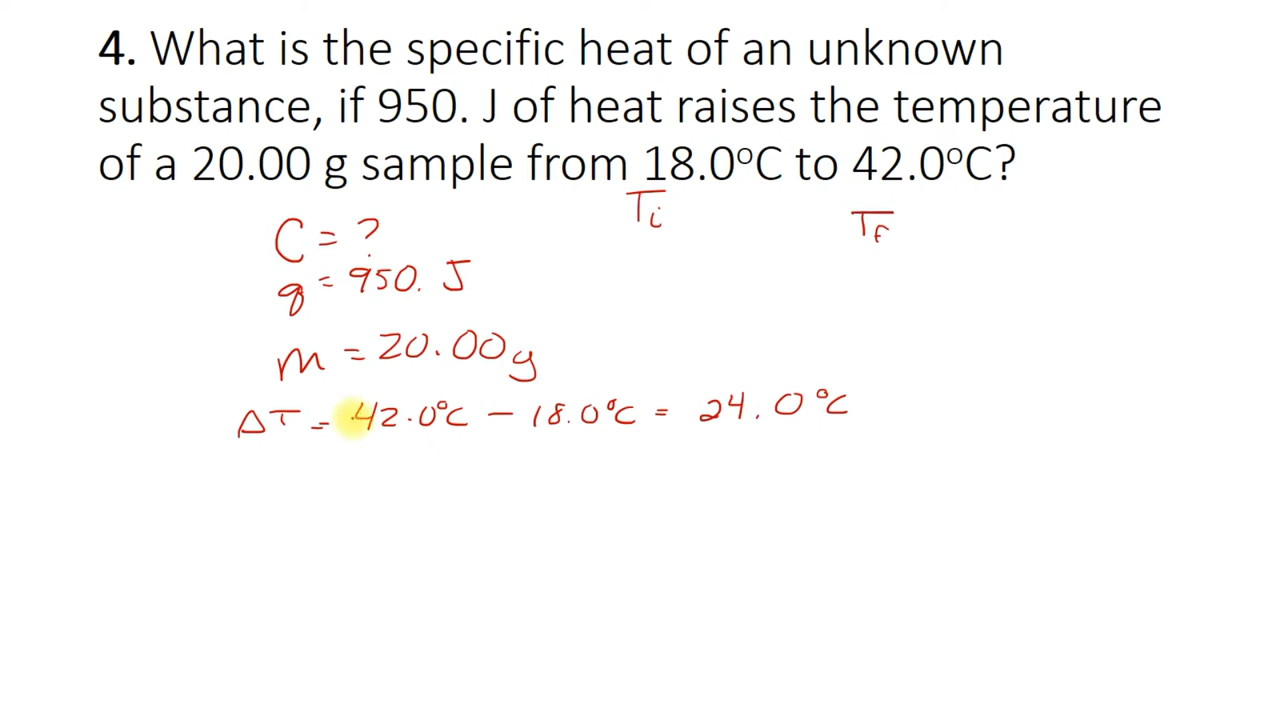 4. What is the specific heat of an unknown
substance, if 950. J of heat raises the temperature
of a 20.00 g sample from 18.0°C to 42.0°C?
Ti
Tf
C = ?
q = 950. J
m = 20.00g
ΔT = 42.0°C - 18.0°C = 24.0°C